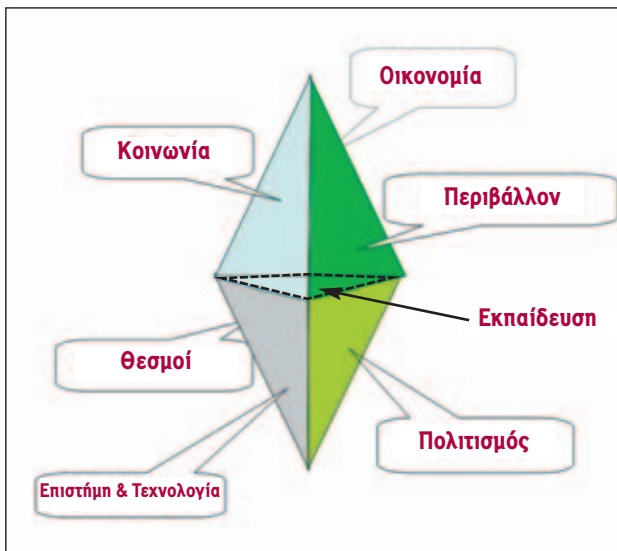 Οικονομία
Κοινωνία
Περιβάλλον
Εκπαίδευση
Θεσμοί
Πολιτισμός
Επιστήμη & Τεχνολογία